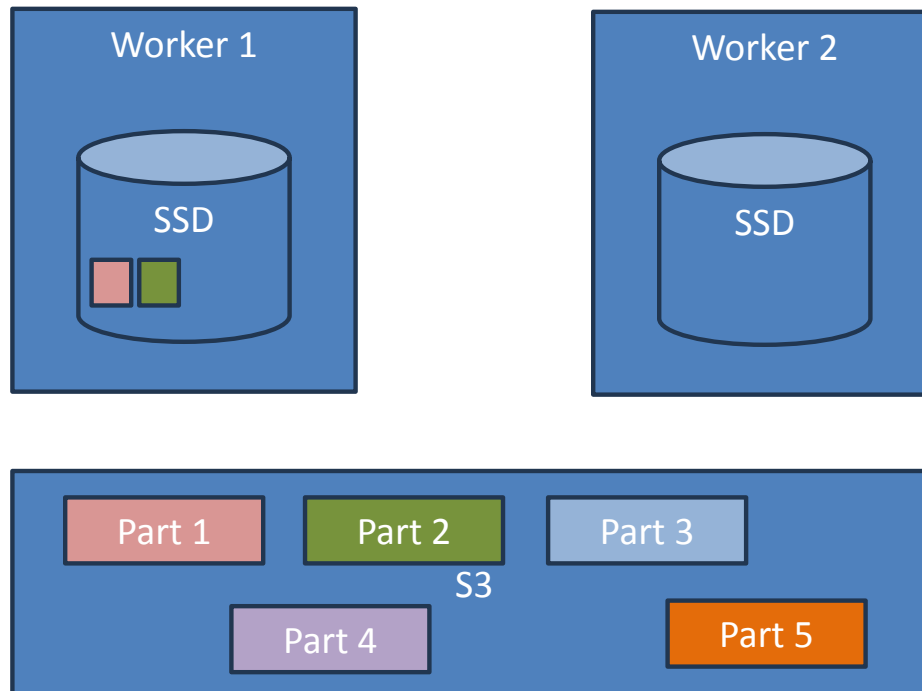 Worker 1
Worker 2
SSD
SSD
Part 1
Part 2
Part 3
S3
Part 4
Part 5